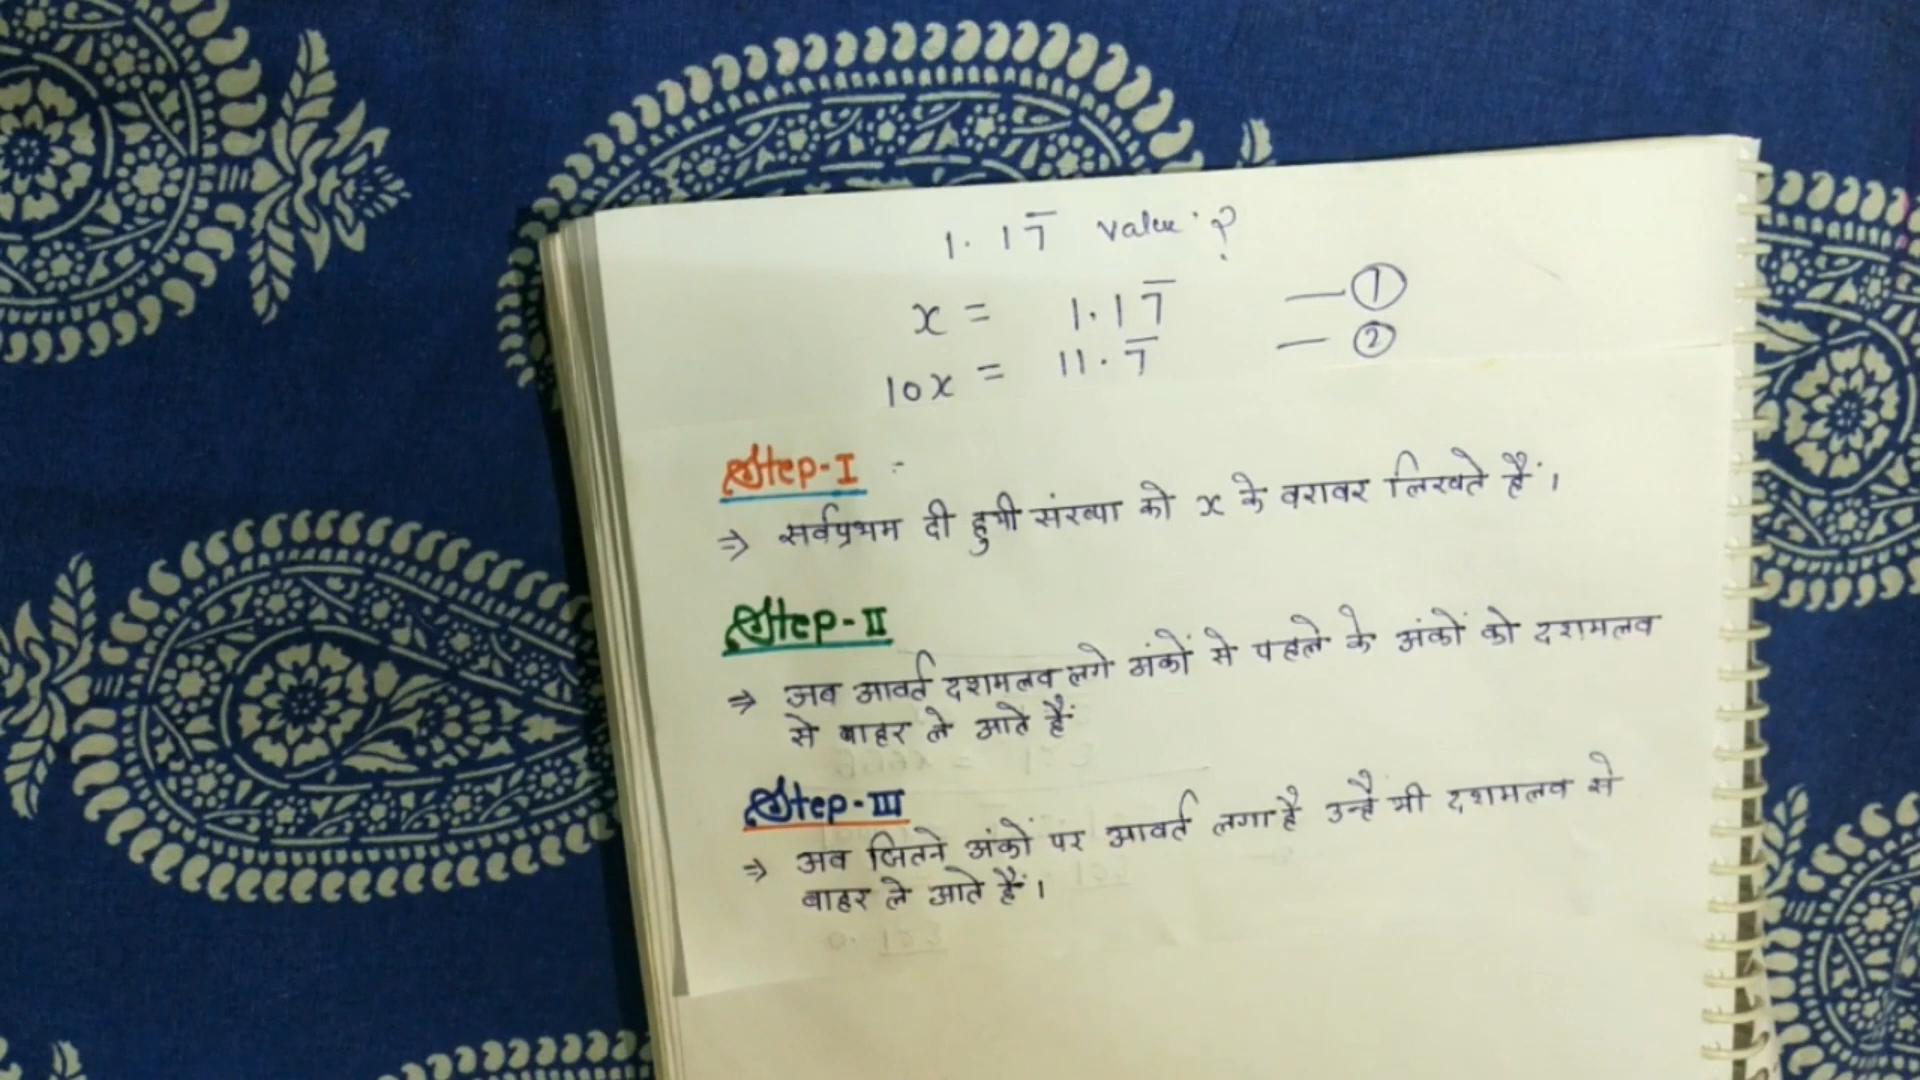 1.17̅ value ?
x = 1.17̅ — ①
10x = 11.7̅ — ②
Step-I :-
⇒ सर्वप्रथम दी हुयी संख्या को x के बराबर लिखते हैं।
Step-II
⇒ अब आवर्त दशमलव लगे अंकों से पहले के अंकों को दशमलव
से बाहर ले आते हैं
Step-III
⇒ अब जितने अंकों पर आवर्त लगा है उन्हें भी दशमलव से
बाहर ले आते हैं।